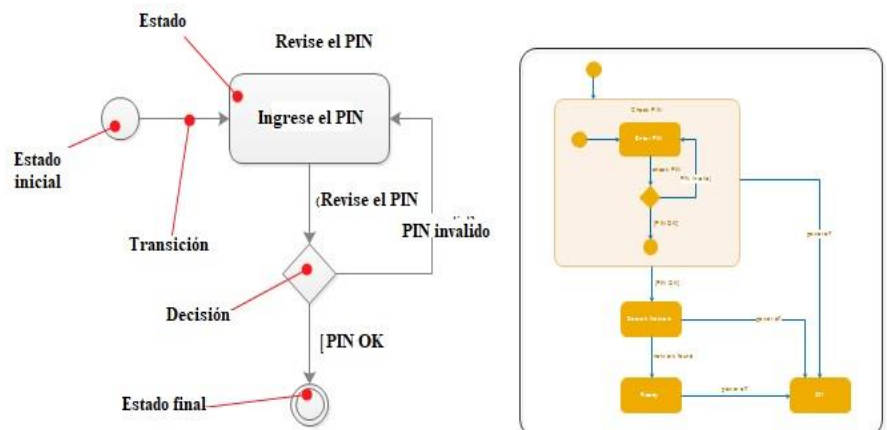 Estado
Revise el PIN
Ingrese el PIN
Estado
inicial
(Revise el PIN
Transición
PIN invalido
Decisión
[PIN OK
Estado final
Check PIN
Enter PIN
[PIN OK]
[PIN OK]
Ready
Off